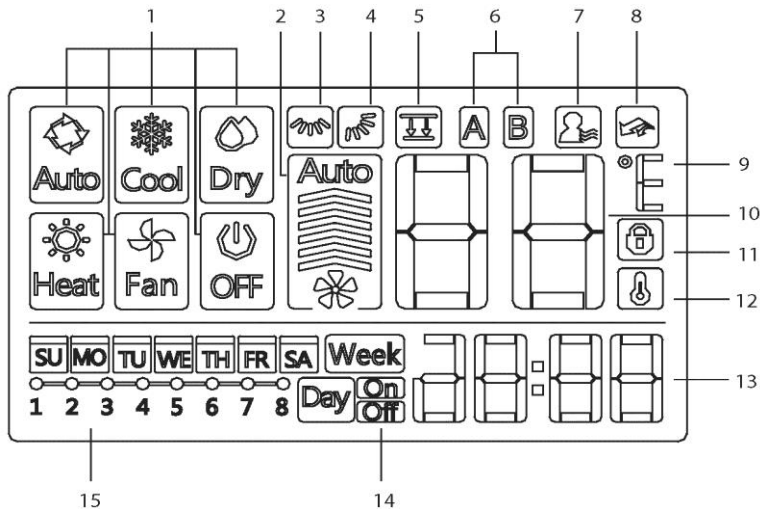 1 2 3 4 5 6 7 8
Auto Cool Dry Auto A B
9
10
Heat Fan OFF
11
12
SU MO TU WE TH FR SA Week
Day On
Off
13
1 2 3 4 5 6 7 8
15 14